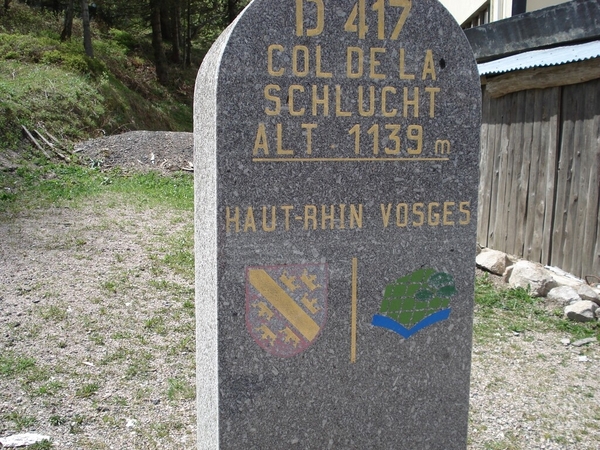 D 417
COL DE LA
SCHLUCHT
ALT - 1139 m
HAUT-RHIN VOSGES